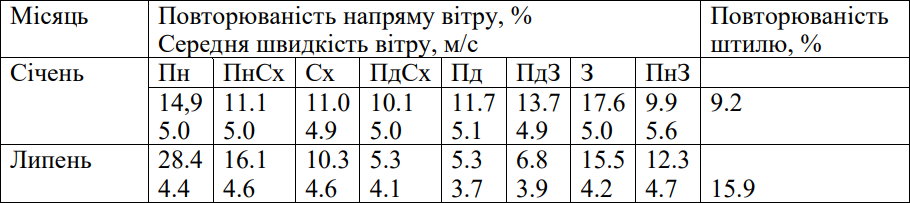 Місяць Повторюваність напряму вітру, % Повторюваність
Середня швидкість вітру, м/с штилю, %
Січень Пн ПнСх Сх ПдСх Пд ПдЗ З ПнЗ
14,9 11.1 11.0 10.1 11.7 13.7 17.6 9.9 9.2
5.0 5.0 4.9 5.0 5.1 4.9 5.0 5.6
Липень 28.4 16.1 10.3 5.3 5.3 6.8 15.5 12.3
4.4 4.6 4.6 4.1 3.7 3.9 4.2 4.7 15.9